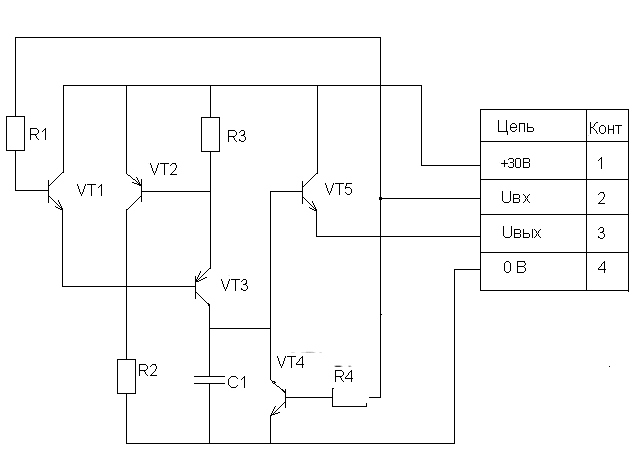 Цепь Конт
R1
R3
+30В 1
VT2
VT1
VT5
Uвх 2
Uвых 3
0 В 4
VT3
VT4
R2
C1
R4